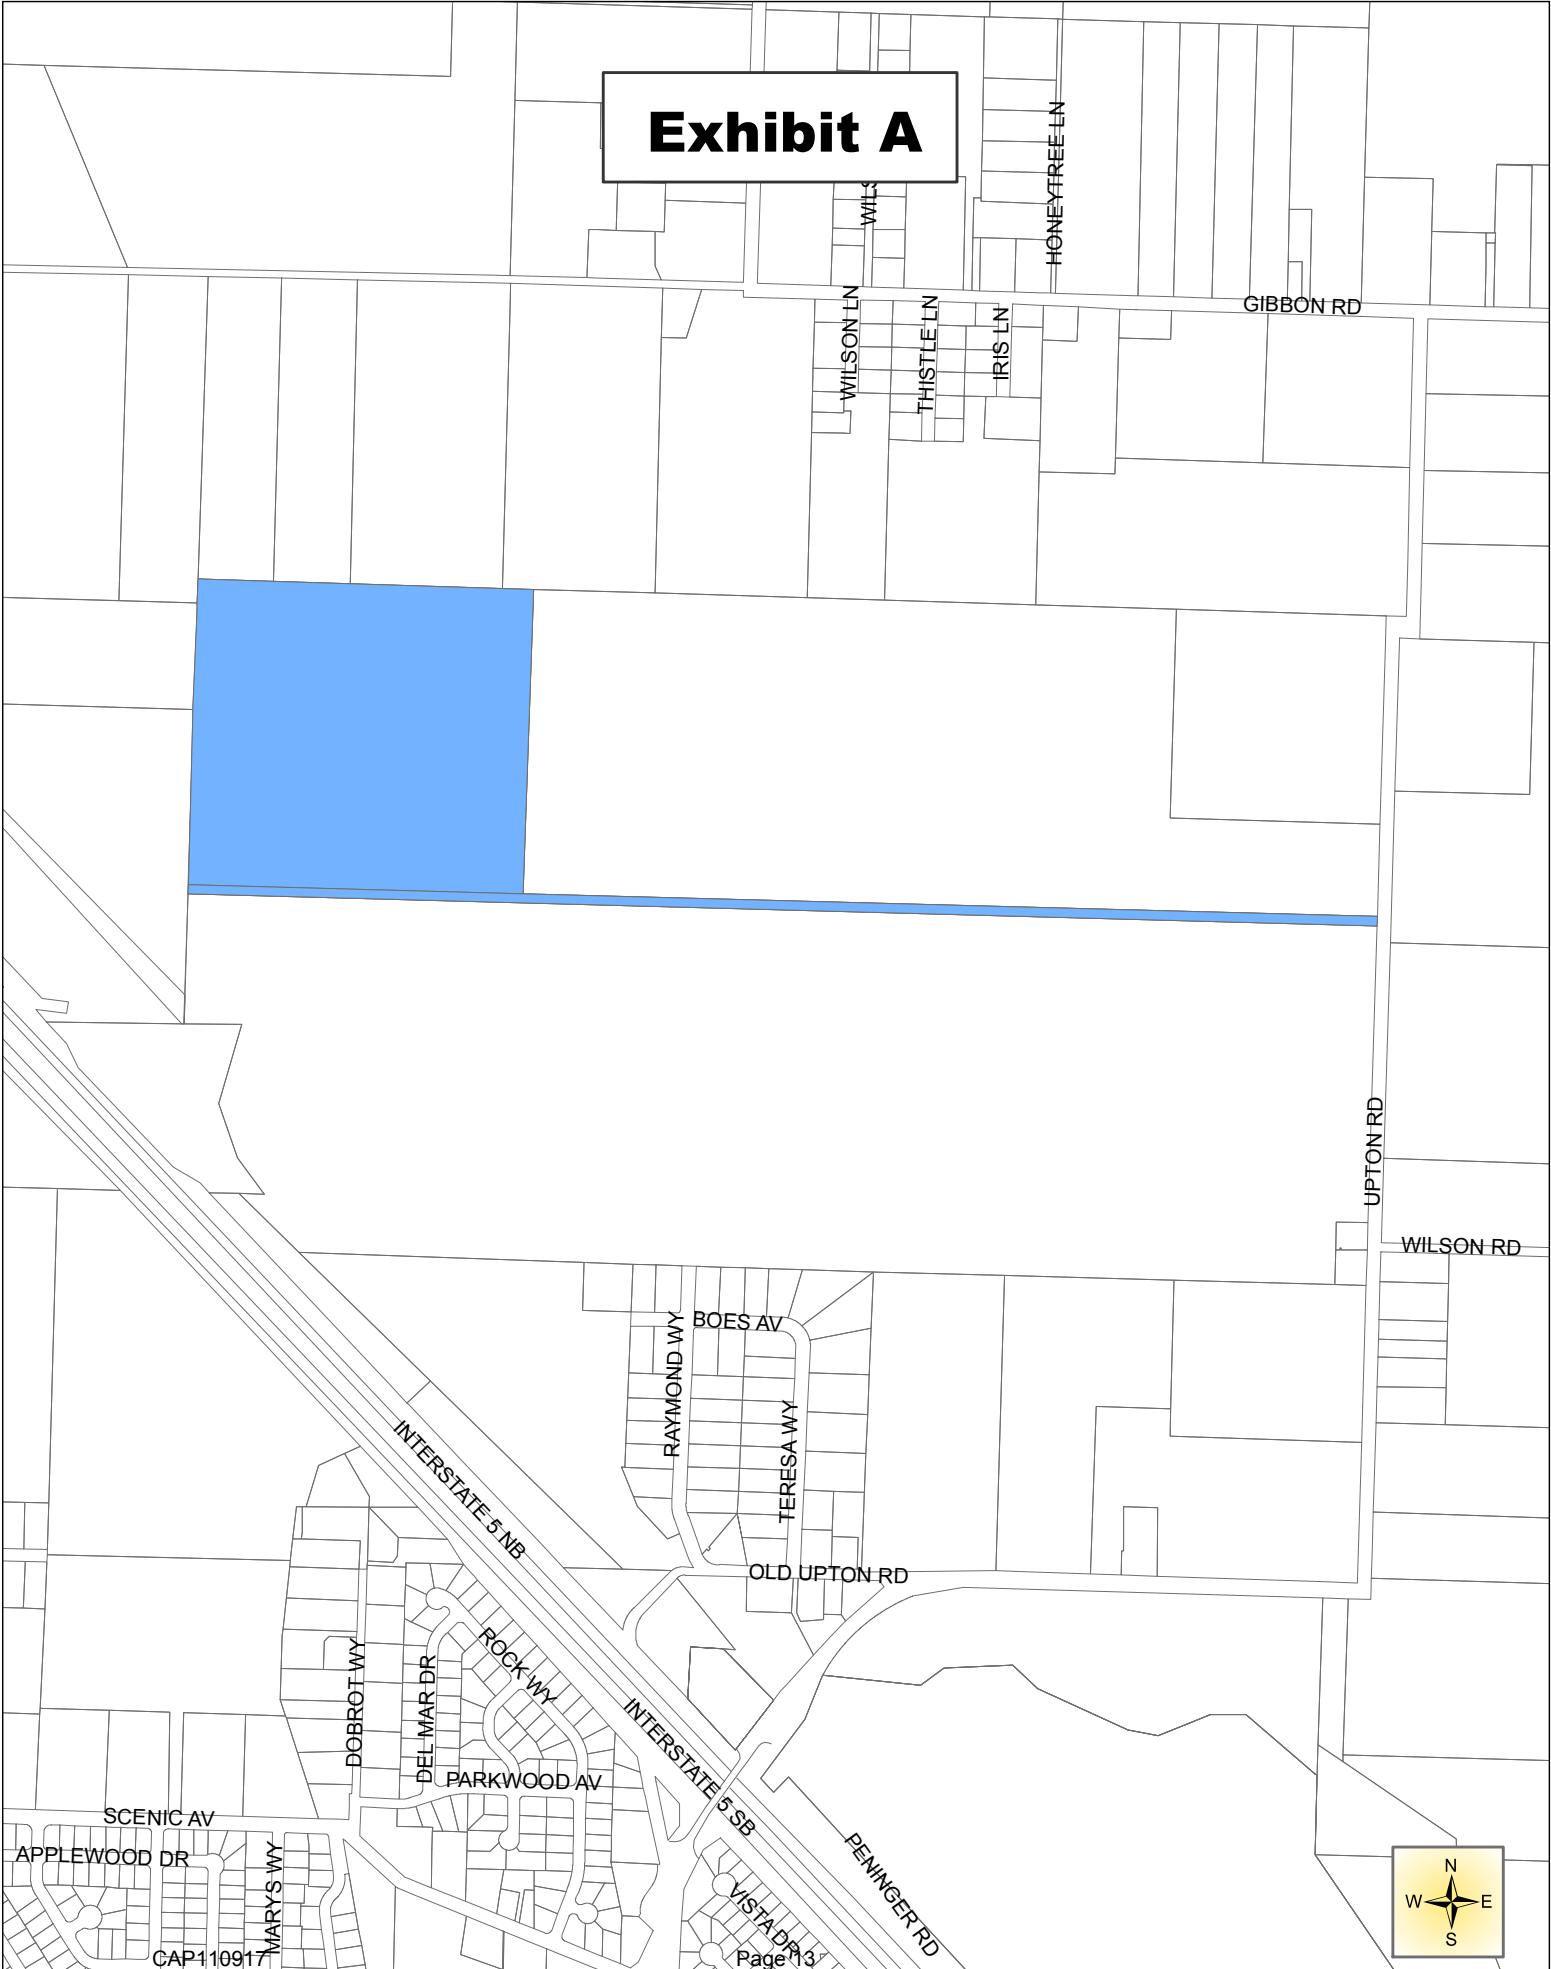 Exhibit A
HONEYTREE LN
WILS
GIBBON RD
WILSON LN
THISTLE LN
IRIS LN
UPTON RD
WILSON RD
BOES AV
RAYMOND WY
TERESA WY
INTERSTATE 5 NB
OLD UPTON RD
ROCK WY
DOBROT WY
DEL MAR DR
INTERSTATE 5 SB
PARKWOOD AV
SCENIC AV
APPLEWOOD DR
MARYS WY
PENINGER RD
VISTA DR
N
W E
S
CAP110917
Page 13